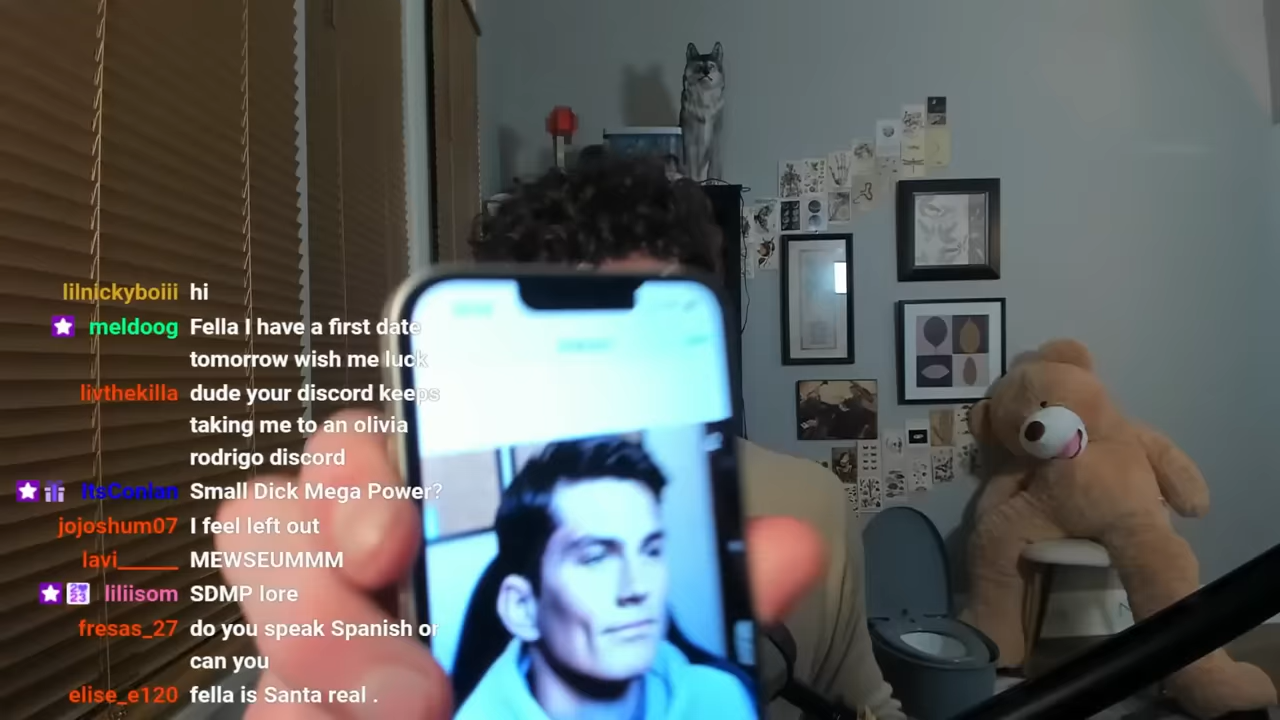 lilnickyboiii hi
meldoog Fella I have a first date
tomorrow wish me luck
livthekilla dude your discord keeps
taking me to an olivia
rodrigo discord
ItsConlan Small Dick Mega Power?
jojoshum07 I feel left out
lavi______ MEWSEUMMM
liliisom SDMP lore
fresas_27 do you speak Spanish or
can you
elise_e120 fella is Santa real .